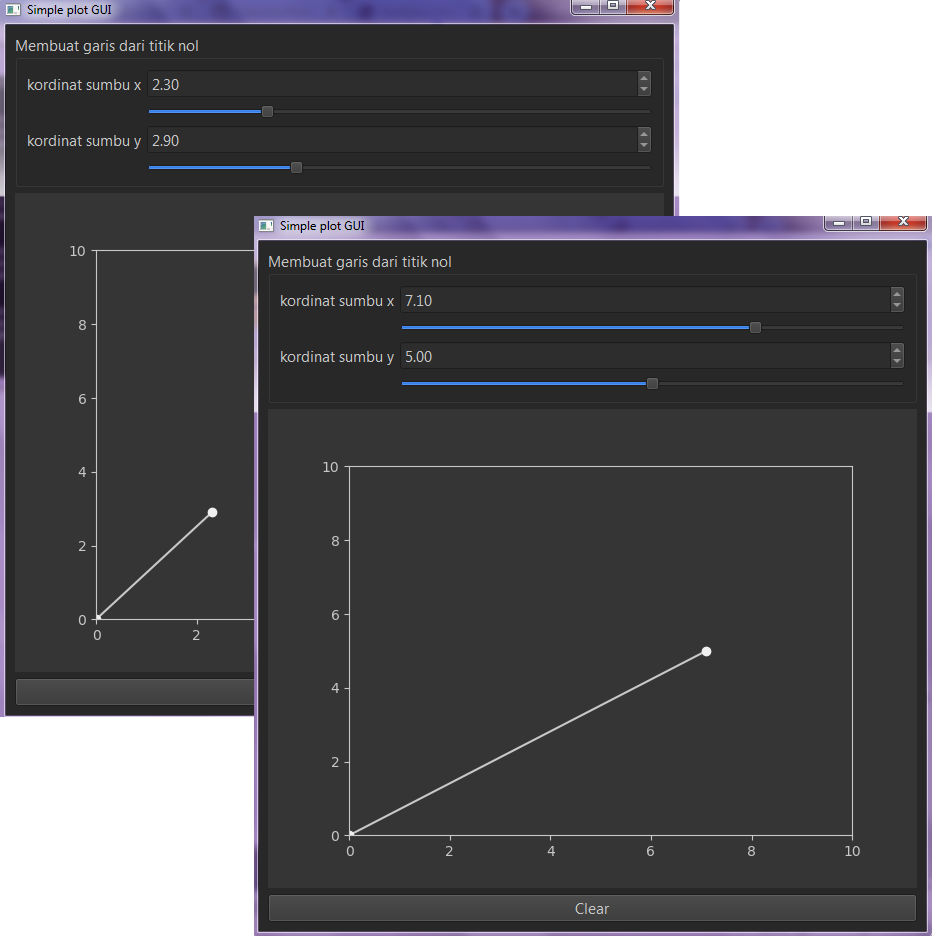 Simple plot GUI
Membuat garis dari titik nol
kordinat sumbu x 2.30
kordinat sumbu y 2.90
10
8
6
4
2
0
0 2
Simple plot GUI
Membuat garis dari titik nol
kordinat sumbu x 7.10
kordinat sumbu y 5.00
10
8
6
4
2
0
0 2 4 6 8 10
Clear